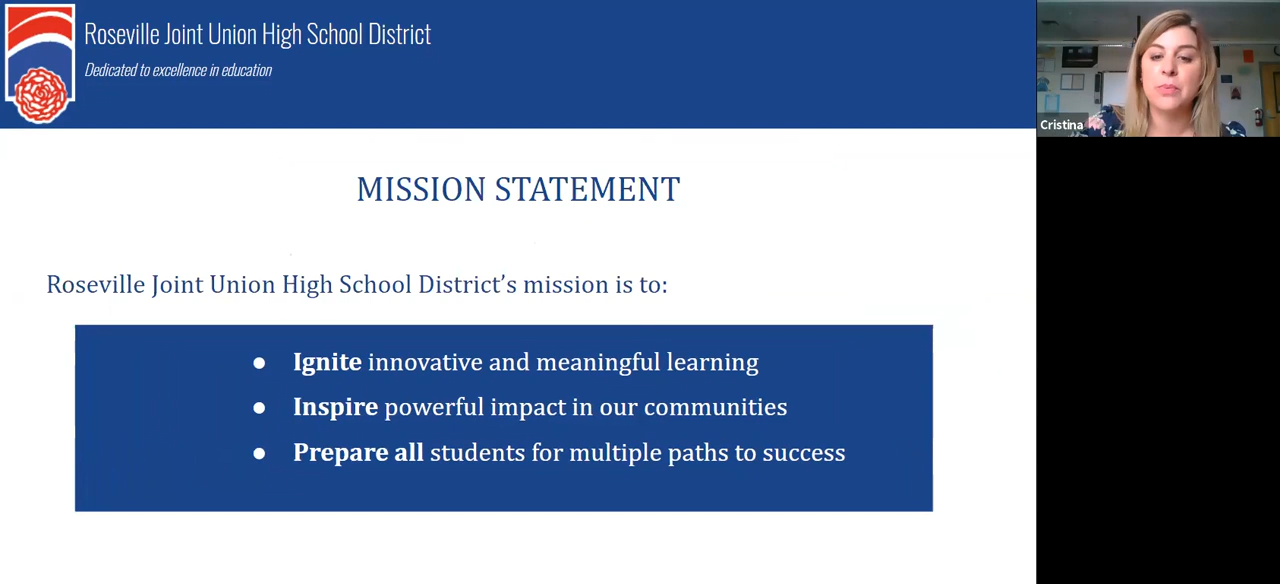 Roseville Joint Union High School District
Dedicated to excellence in education
Cristina
MISSION STATEMENT
Roseville Joint Union High School District’s mission is to:
● Ignite innovative and meaningful learning
● Inspire powerful impact in our communities
● Prepare all students for multiple paths to success